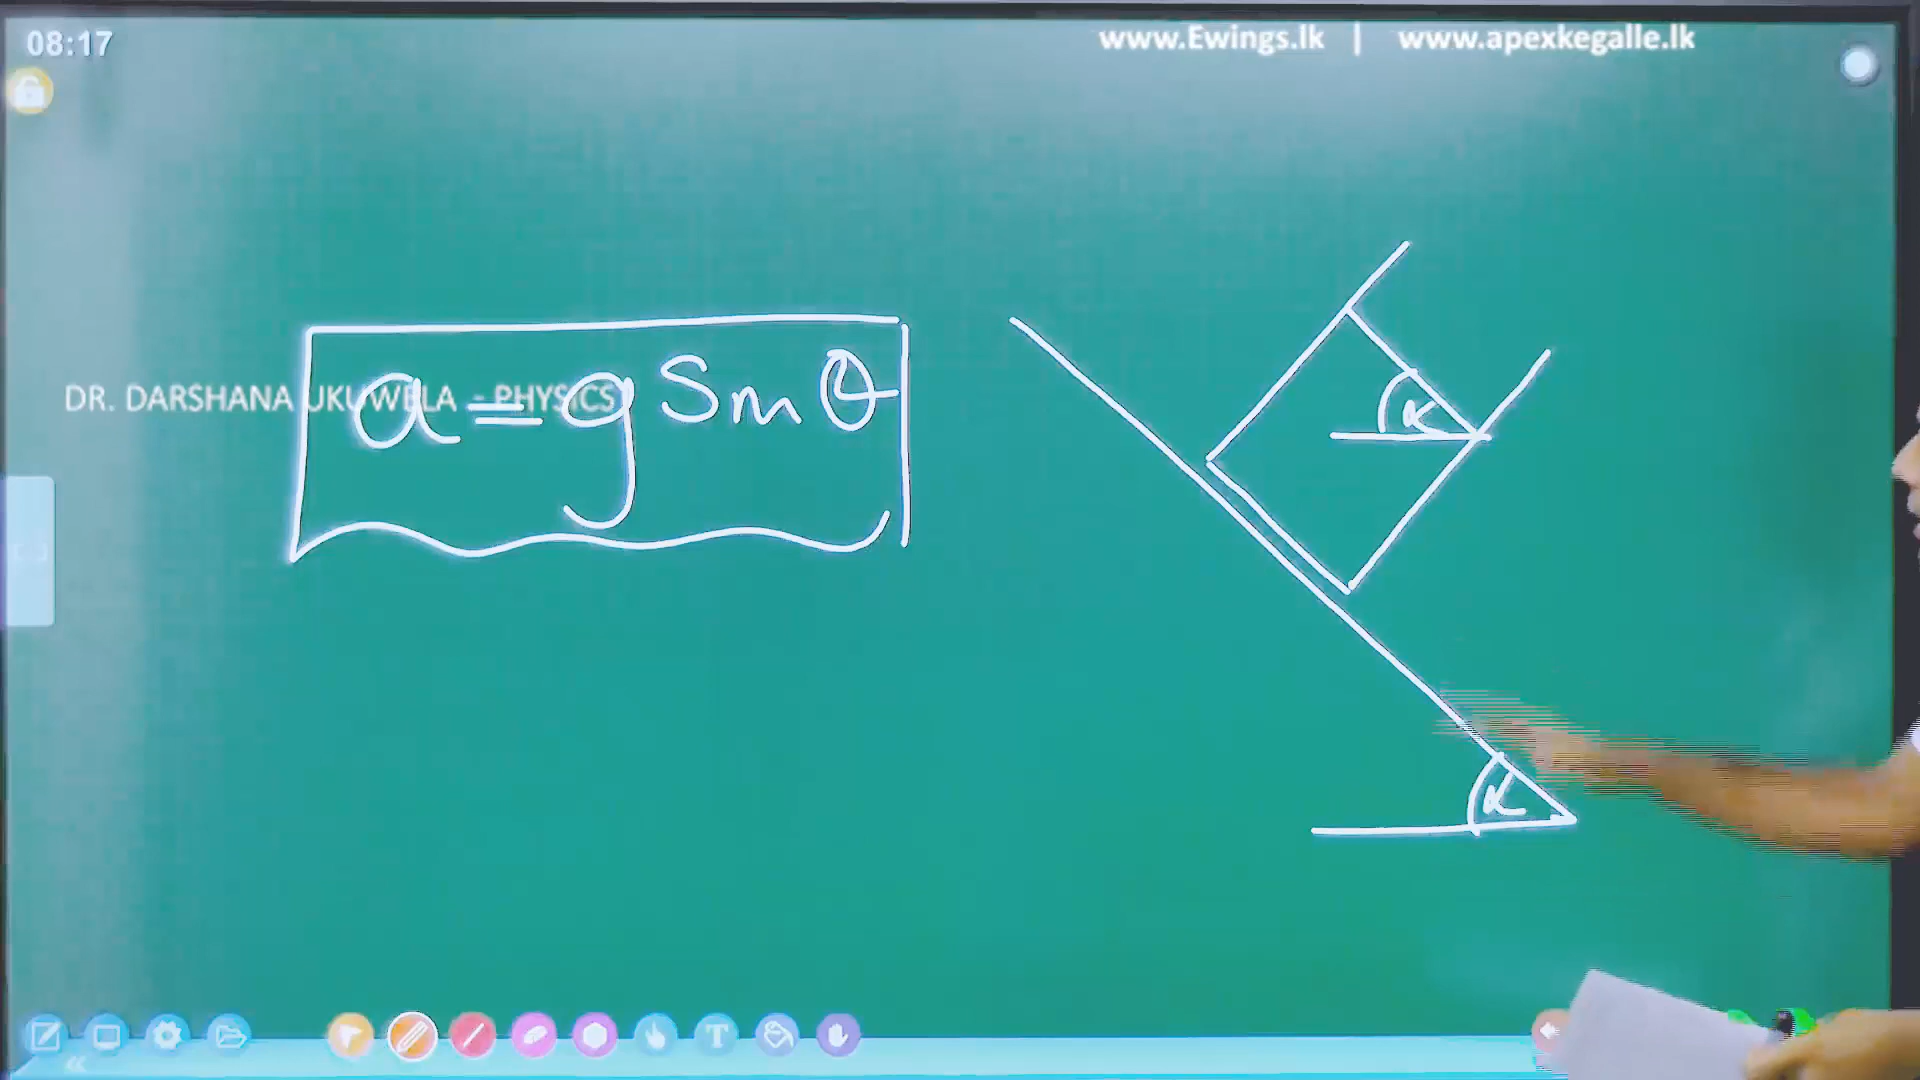 08:17
www.Ewings.lk | www.apexkegalle.lk
DR. DARSHANA UKUWELA - PHYSICS
a = g Sin θ
α
α
T